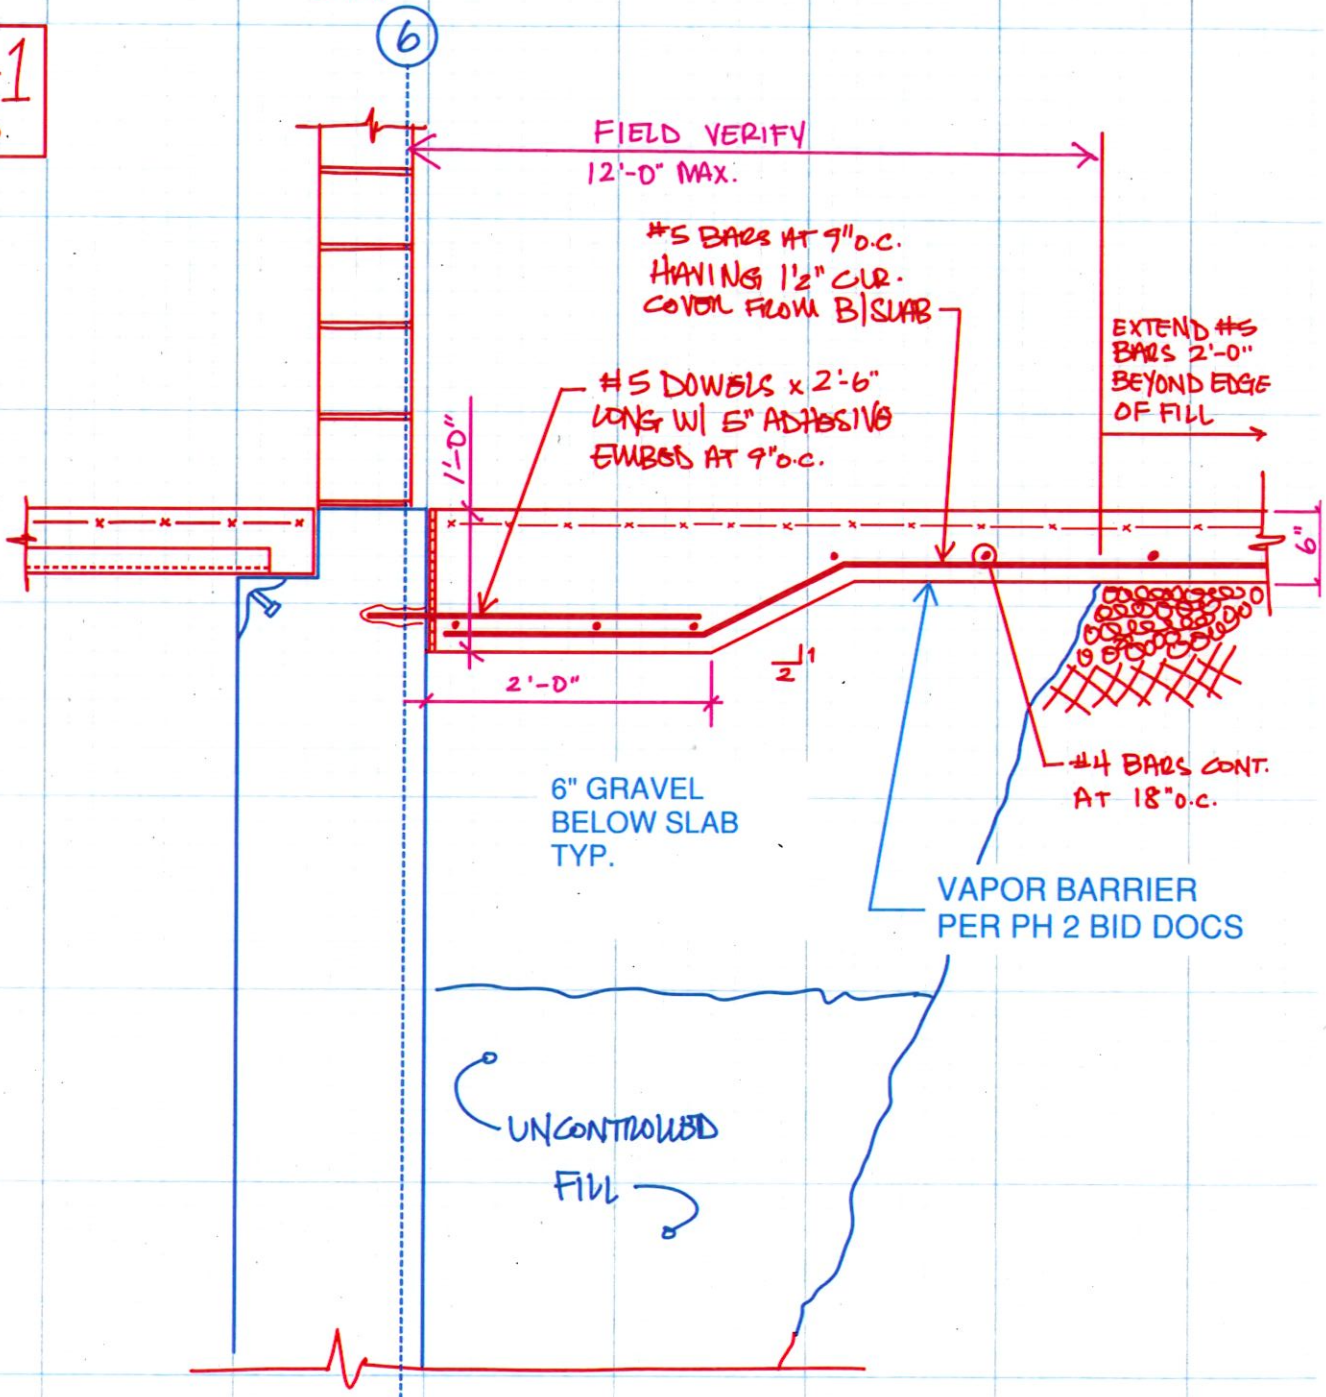 1
6
FIELD VERIFY
12'-0" MAX.
#5 BARS AT 9"O.C.
HAVING 1½" CLR.
COVER FROM B/SLAB
EXTEND #5
BARS 2'-0"
BEYOND EDGE
OF FILL
#5 DOWELS x 2'-6"
LONG W/ 5" ADHESIVE
EMBED AT 9"O.C.
1'-0"
6"
2'-0"
1
2
#4 BARS CONT.
AT 18"O.C.
6" GRAVEL
BELOW SLAB
TYP.
VAPOR BARRIER
PER PH 2 BID DOCS
UNCONTROLLED
FILL